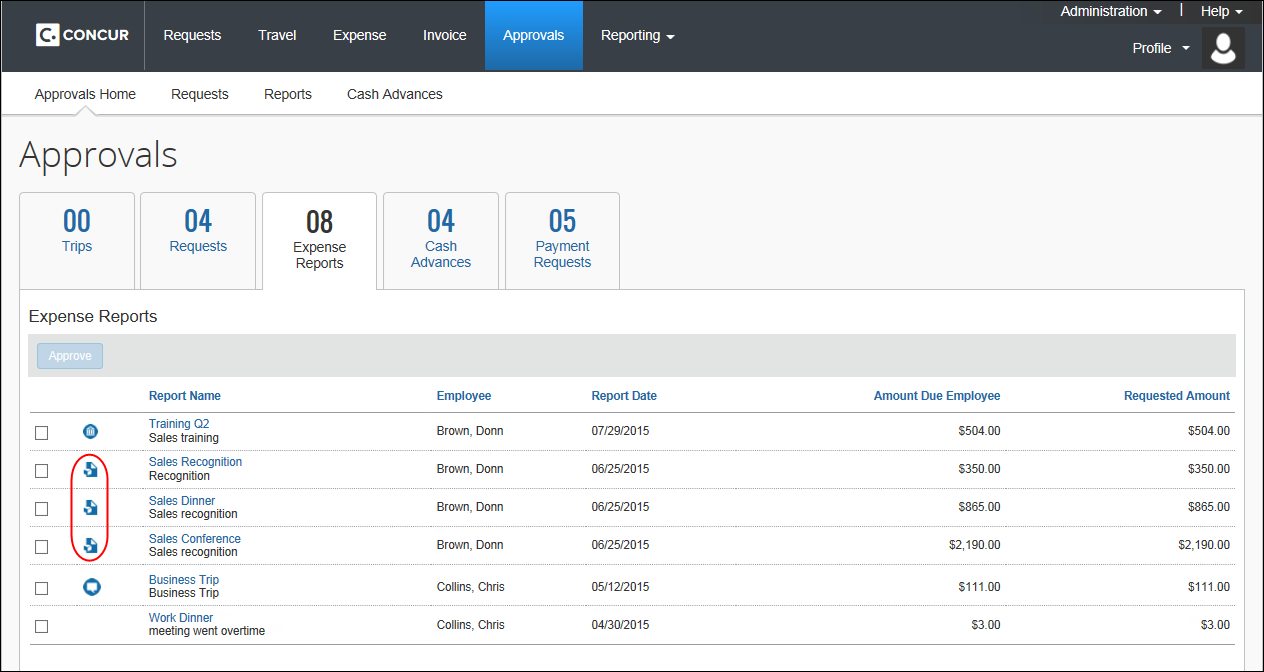 Administration | Help
C. CONCUR Requests Travel Expense Invoice Approvals Reporting
Profile
Approvals Home Requests Reports Cash Advances
Approvals
00 04 08 04 05
Trips Requests Expense Cash Payment
Reports Advances Requests
Expense Reports
Approve
Report Name Employee Report Date Amount Due Employee Requested Amount
Training Q2
Sales training Brown, Donn 07/29/2015 $504.00 $504.00
Sales Recognition
Recognition Brown, Donn 06/25/2015 $350.00 $350.00
Sales Dinner
Sales recognition Brown, Donn 06/25/2015 $865.00 $865.00
Sales Conference
Sales recognition Brown, Donn 06/25/2015 $2,190.00 $2,190.00
Business Trip
Business Trip Collins, Chris 05/12/2015 $111.00 $111.00
Work Dinner
meeting went overtime Collins, Chris 04/30/2015 $3.00 $3.00